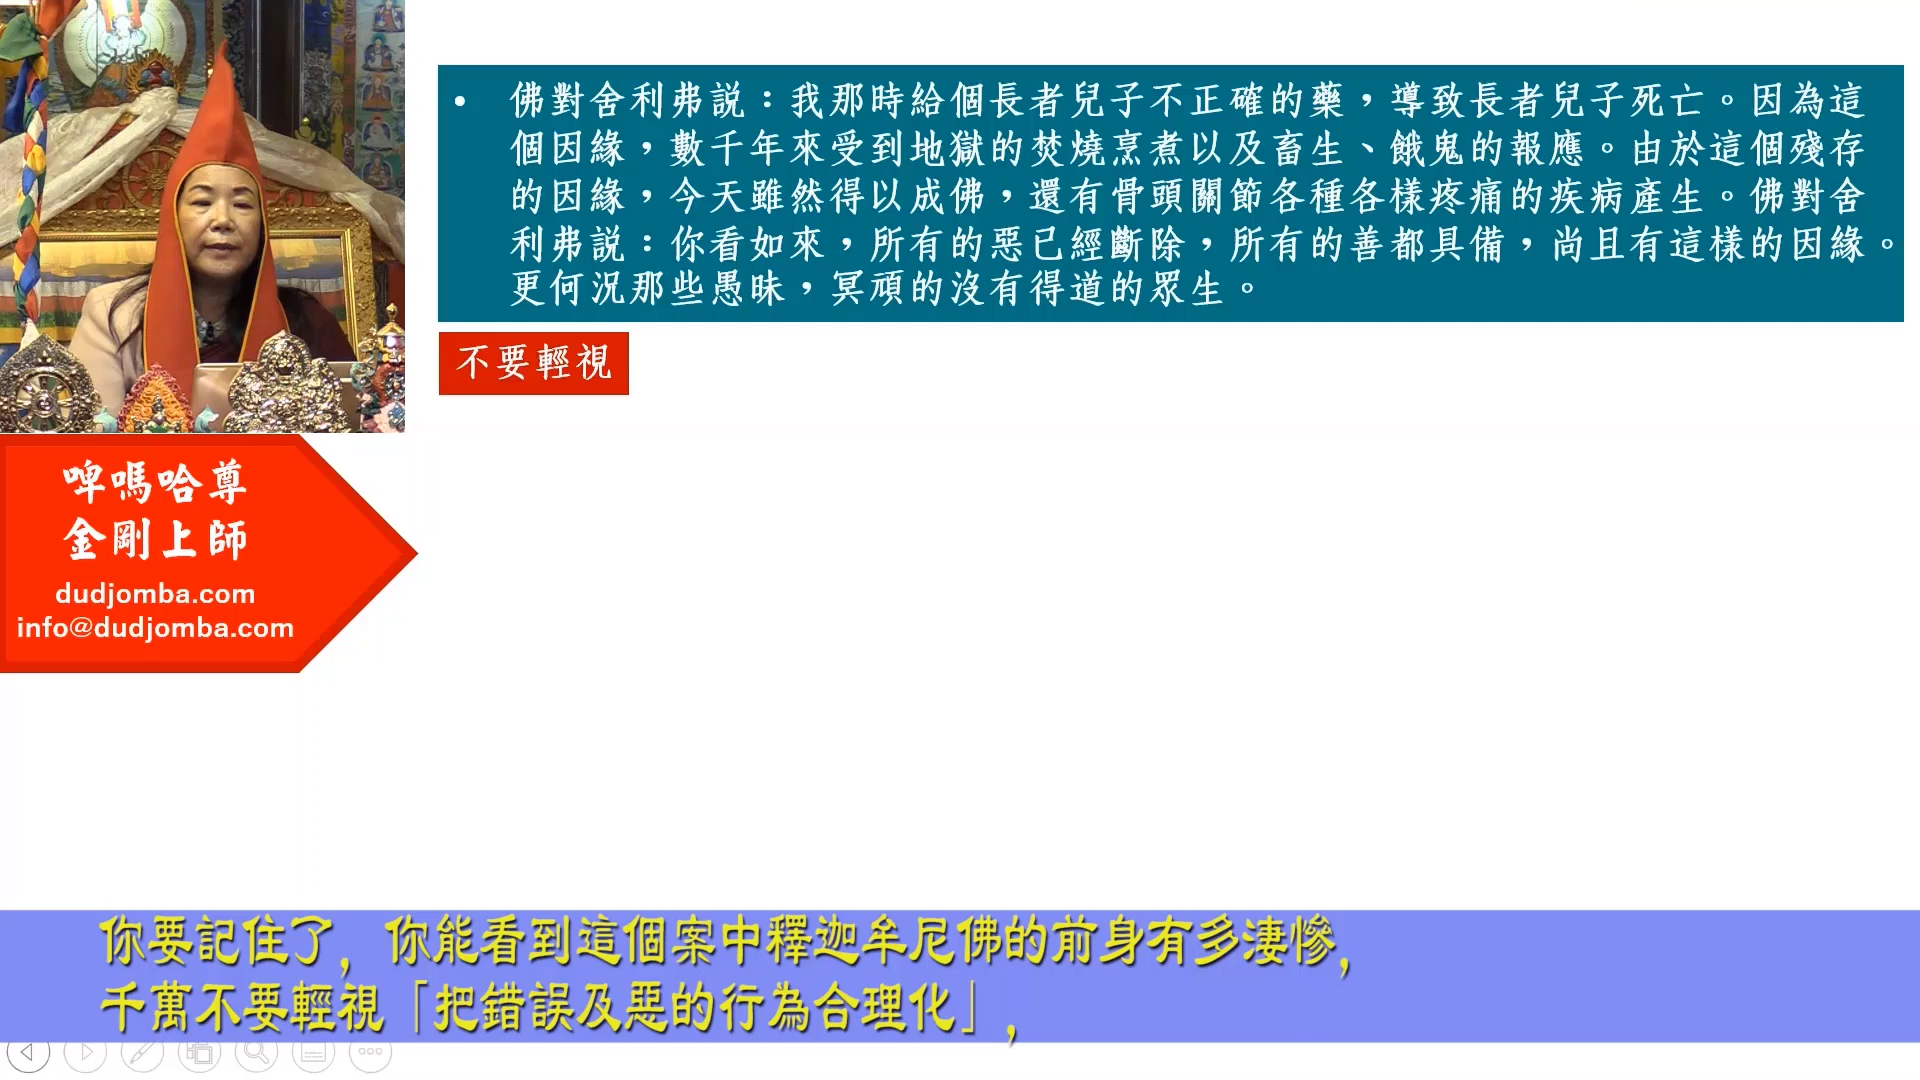 • 佛對舍利弗説：我那時給個長者兒子不正確的藥，導致長者兒子死亡。因為這
個因緣，數千年來受到地獄的焚燒烹煮以及畜生、餓鬼的報應。由於這個殘存
的因緣，今天雖然得以成佛，還有骨頭關節各種各樣疼痛的疾病產生。佛對舍
利弗説：你看如來，所有的惡已經斷除，所有的善都具備，尚且有這樣的因緣。
更何況那些愚昧，冥頑的沒有得道的眾生。
不要輕視
啤嗎哈尊
金剛上師
dudjomba.com
info@dudjomba.com
你要記住了，你能看到這個案中釋迦牟尼佛的前身有多淒慘，
千萬不要輕視「把錯誤及惡的行為合理化」，